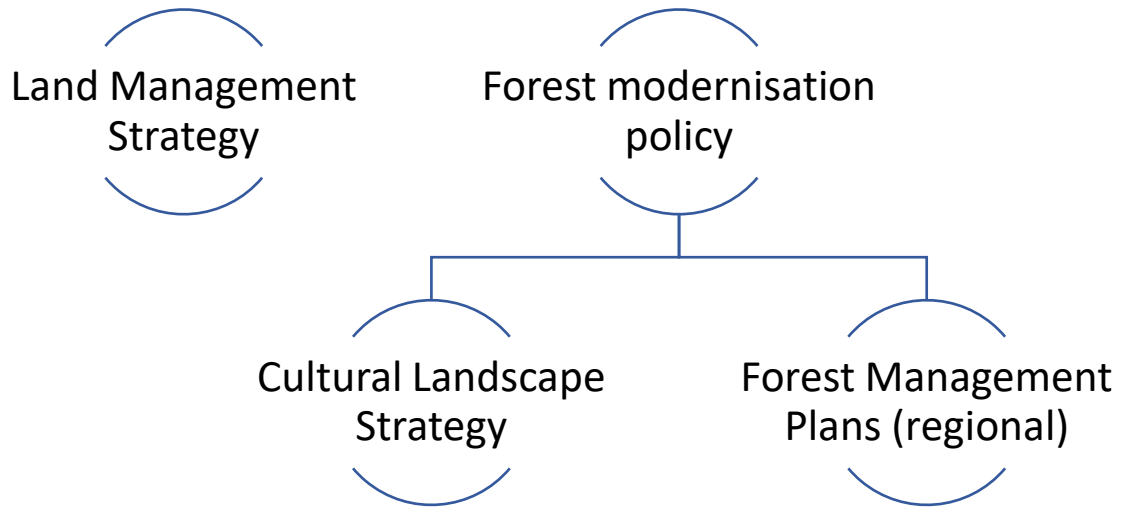 Land Management
Strategy
Forest modernisation
policy
Cultural Landscape
Strategy
Forest Management
Plans (regional)